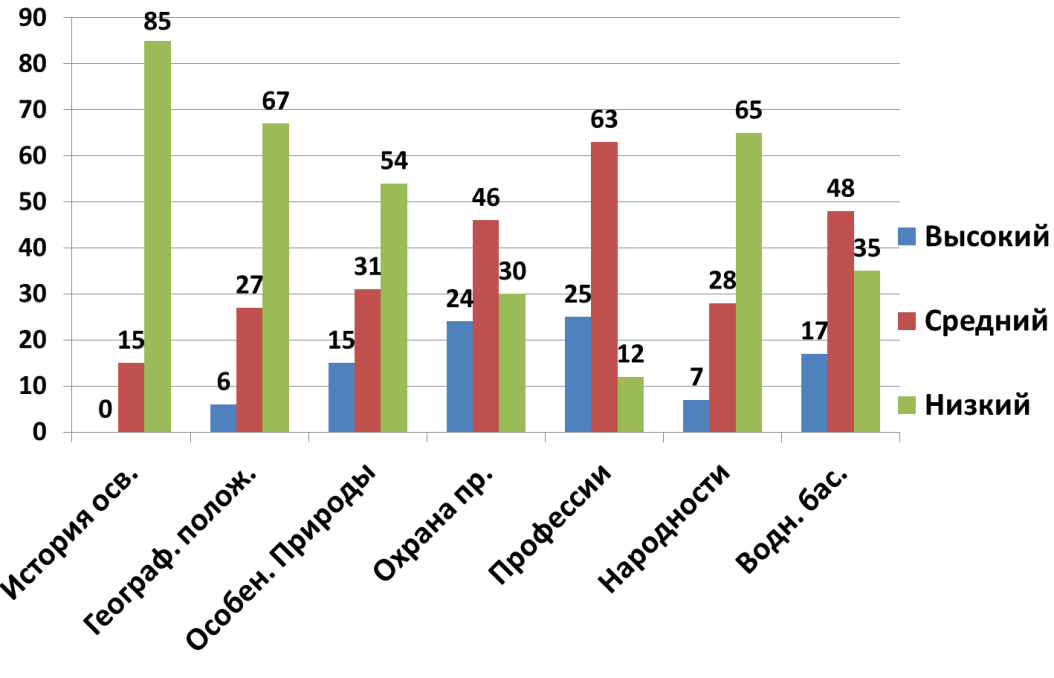 90
80
70
60
50
40
30
20
10
0
0 15 85
6 27 67
15 31 54
24 46 30
25 63 12
7 28 65
17 48 35
История осв.
Географ. полож.
Особен. Природы
Охрана пр.
Профессии
Народности
Водн. бас.
Высокий
Средний
Низкий